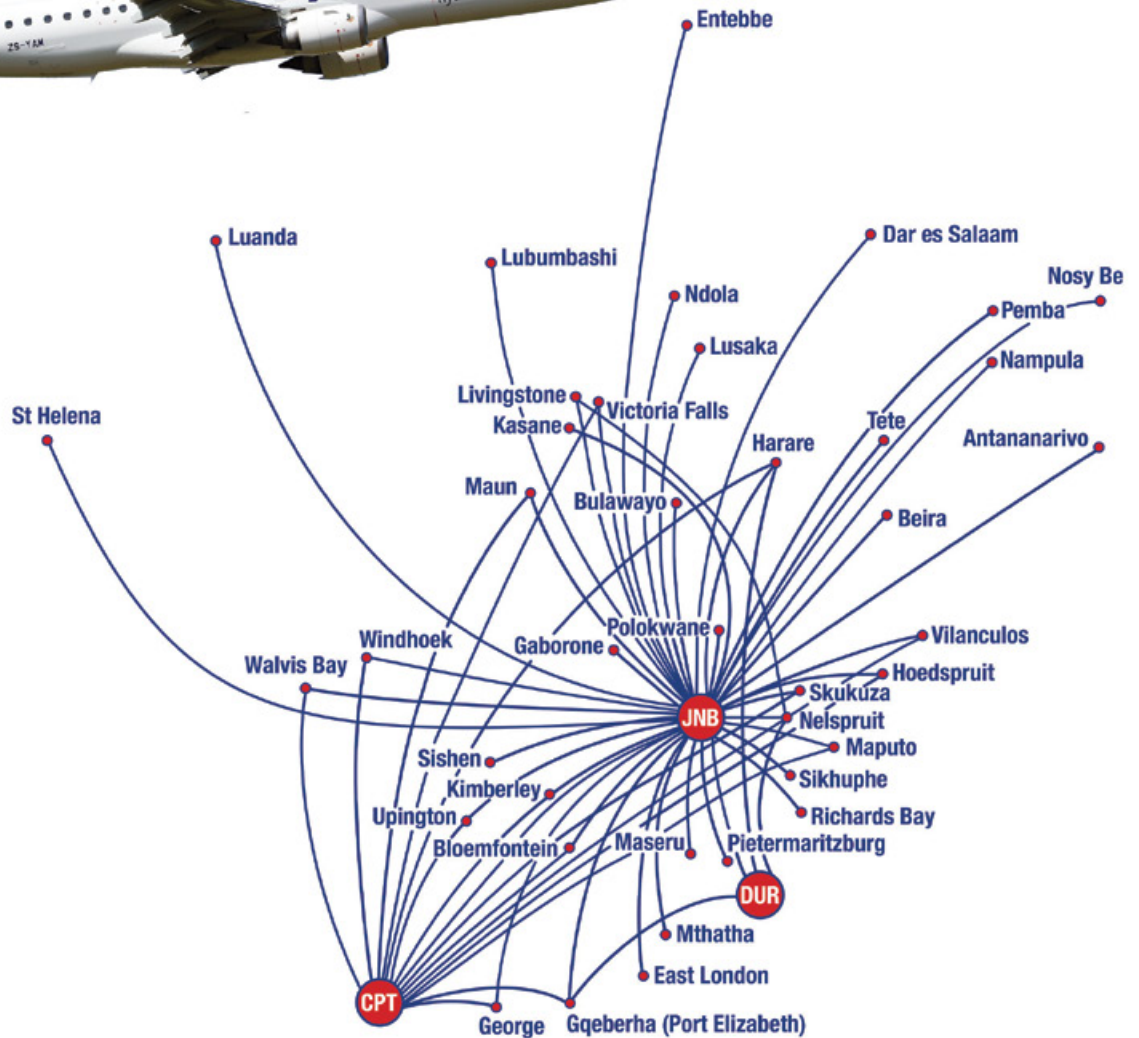 ZS-YAM
Entebbe
Luanda
Dar es Salaam
Lubumbashi
Nosy Be
Ndola
Pemba
Lusaka
Nampula
Livingstone
Victoria Falls
St Helena
Kasane
Tete
Harare
Antananarivo
Maun
Bulawayo
Beira
Polokwane
Windhoek
Gaborone
Vilanculos
Walvis Bay
Hoedspruit
Skukuza
JNB
Nelspruit
Maputo
Sishen
Sikhuphe
Kimberley
Upington
Richards Bay
Bloemfontein
Maseru
Pietermaritzburg
DUR
Mthatha
East London
CPT
George
Gqeberha (Port Elizabeth)